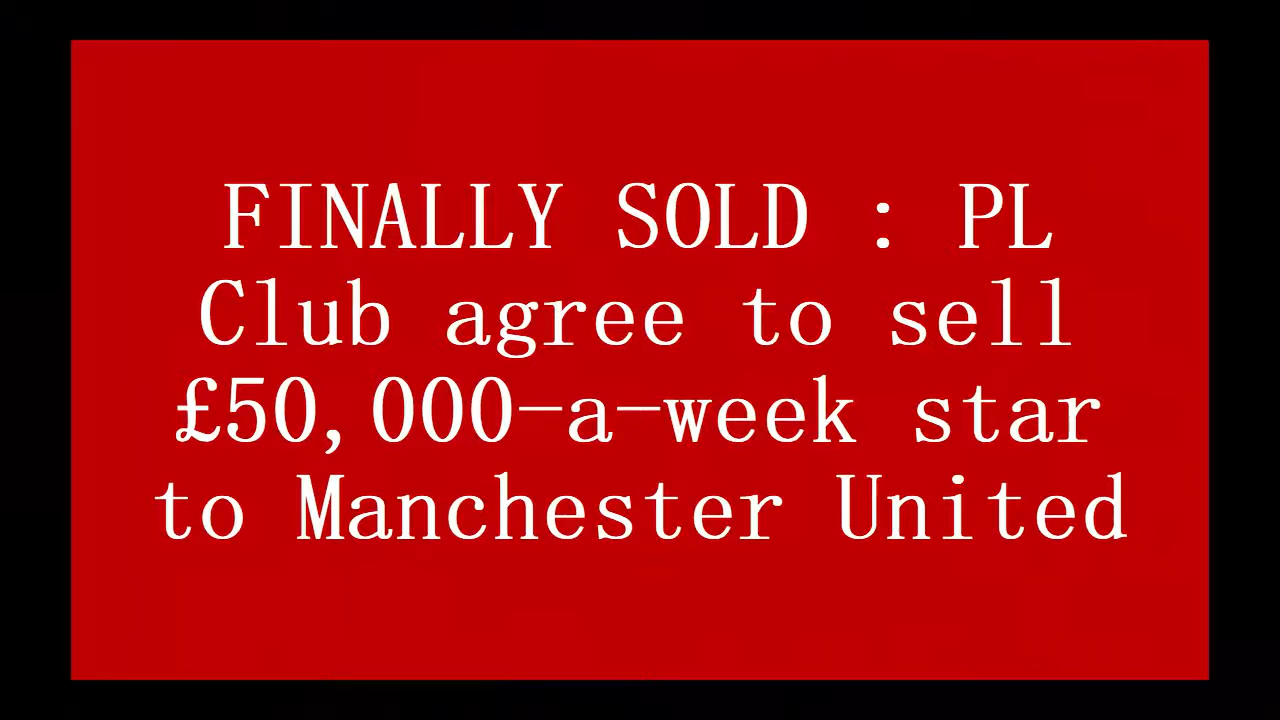 FINALLY SOLD : PL
Club agree to sell
£50,000-a-week star
to Manchester United